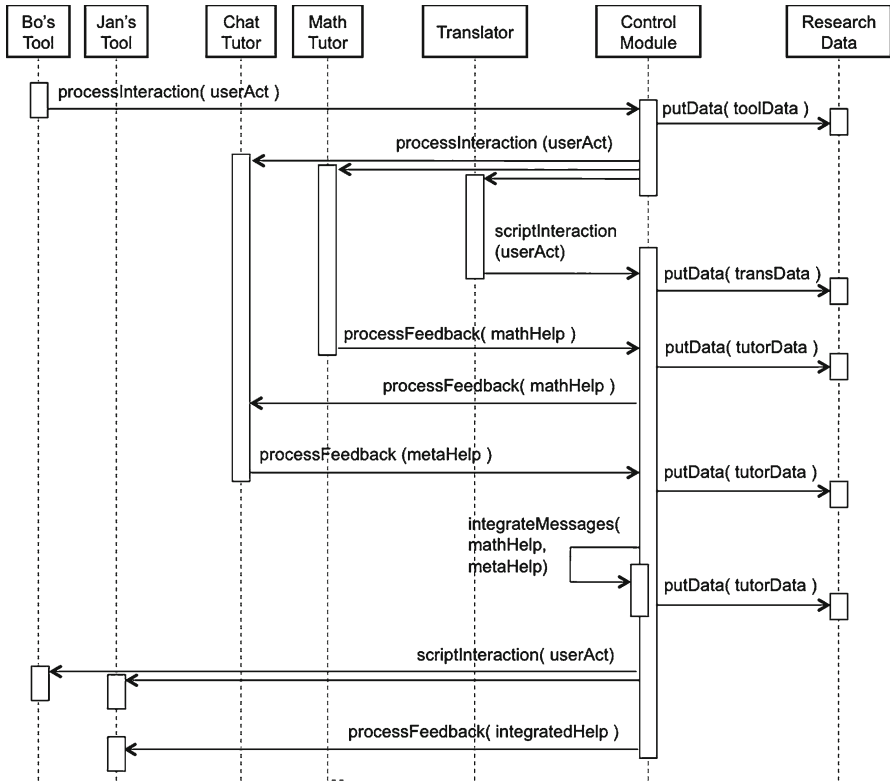 Bo's
Tool
Jan's
Tool
Chat
Tutor
Math
Tutor
Translator
Control
Module
Research
Data
processInteraction( userAct )
putData( toolData )
processInteraction (userAct)
scriptInteraction
(userAct)
putData( transData )
processFeedback( mathHelp )
putData( tutorData )
processFeedback( mathHelp )
processFeedback (metaHelp )
putData( tutorData )
integrateMessages(
mathHelp,
metaHelp)
putData( tutorData )
scriptInteraction( userAct)
processFeedback( integratedHelp )